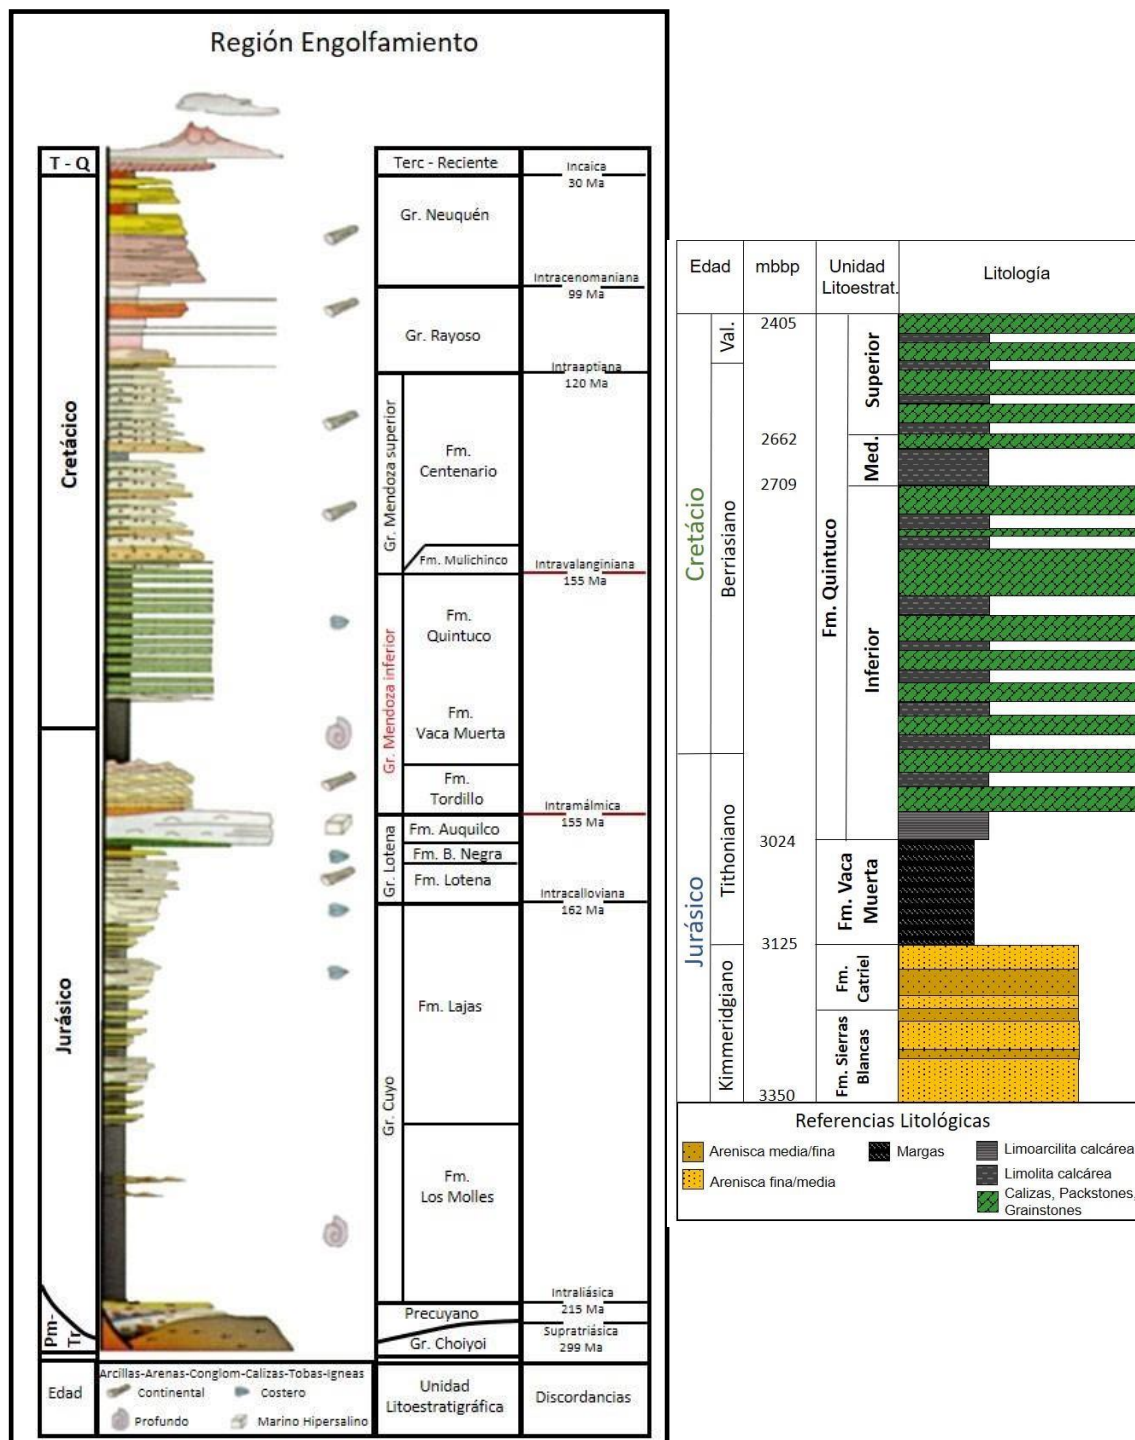 Región Engolfamiento
T - Q
Cretácico
Jurásico
Pm-
Tr
Edad
Terc - Reciente
Gr. Neuquén
Gr. Rayoso
Gr. Mendoza superior
Fm.
Centenario
Fm. Mulichinco
Gr. Mendoza inferior
Fm.
Quintuco
Fm.
Vaca Muerta
Fm.
Tordillo
Gr. Lotena
Fm. Auquilco
Fm. B. Negra
Fm. Lotena
Gr. Cuyo
Fm. Lajas
Fm.
Los Molles
Precuyano
Gr. Choiyoi
Unidad
Litoestratigráfica
Incaica
30 Ma
Intracenomaniana
99 Ma
Intraaptiana
120 Ma
Intravalanginiana
155 Ma
Intramálmica
155 Ma
Intracalloviana
162 Ma
Intraliásica
215 Ma
Supratriásica
299 Ma
Discordancias
Arcillas-Arenas-Conglom-Calizas-Tobas-Igneas
Continental
Costero
Profundo
Marino Hipersalino
Edad
mbbp
Unidad
Litoestrat.
Litología
Cretácio
Jurásico
Val.
Berriasiano
Tithoniano
Kimmeridgiano
2405
2662
2709
3024
3125
3350
Fm. Quintuco
Superior
Med.
Inferior
Fm. Vaca
Muerta
Fm.
Catriel
Fm. Sierras
Blancas
Referencias Litológicas
Arenisca media/fina
Margas
Limoarcilita calcárea
Arenisca fina/media
Limolita calcárea
Calizas, Packstones,
Grainstones